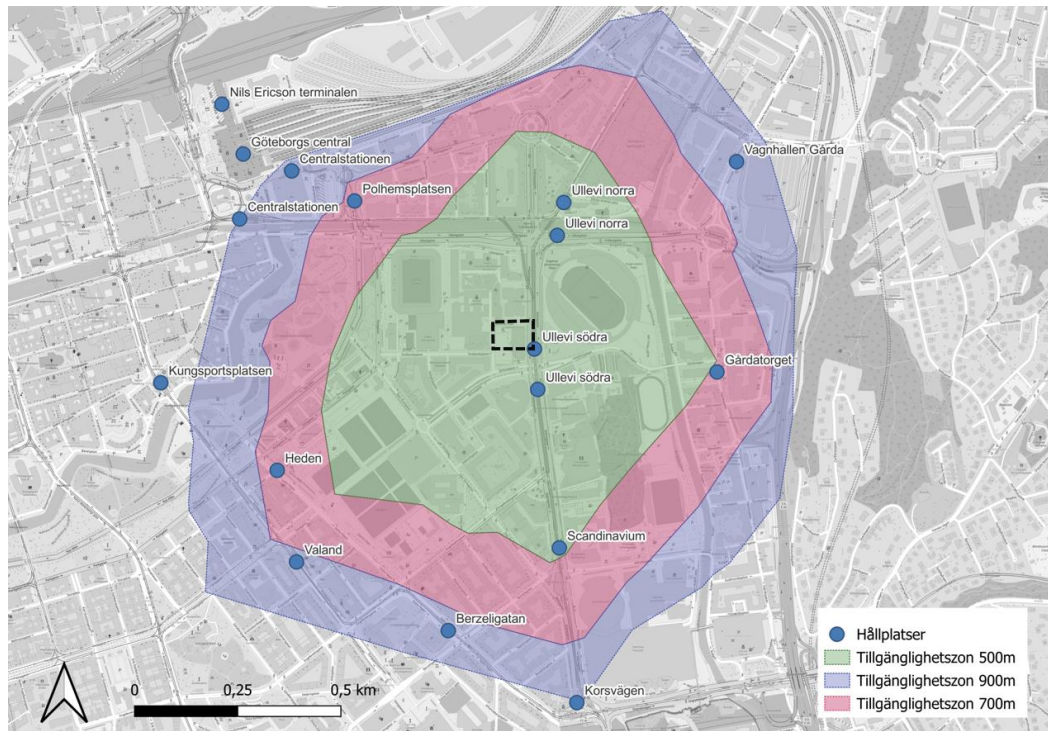 Nils Ericson terminalen
Göteborgs central
Centralstationen
Vagnhallen Gårda
Polhemsplatsen
Ullevi norra
Centralstationen
Ullevi norra
Ullevi södra
Gårdatorget
Kungsportsplatsen
Ullevi södra
Heden
Scandinavium
Valand
Berzeligatan
Korsvägen
0 0,25 0,5 km
Hållplatser
Tillgänglighetszon 500m
Tillgänglighetszon 900m
Tillgänglighetszon 700m